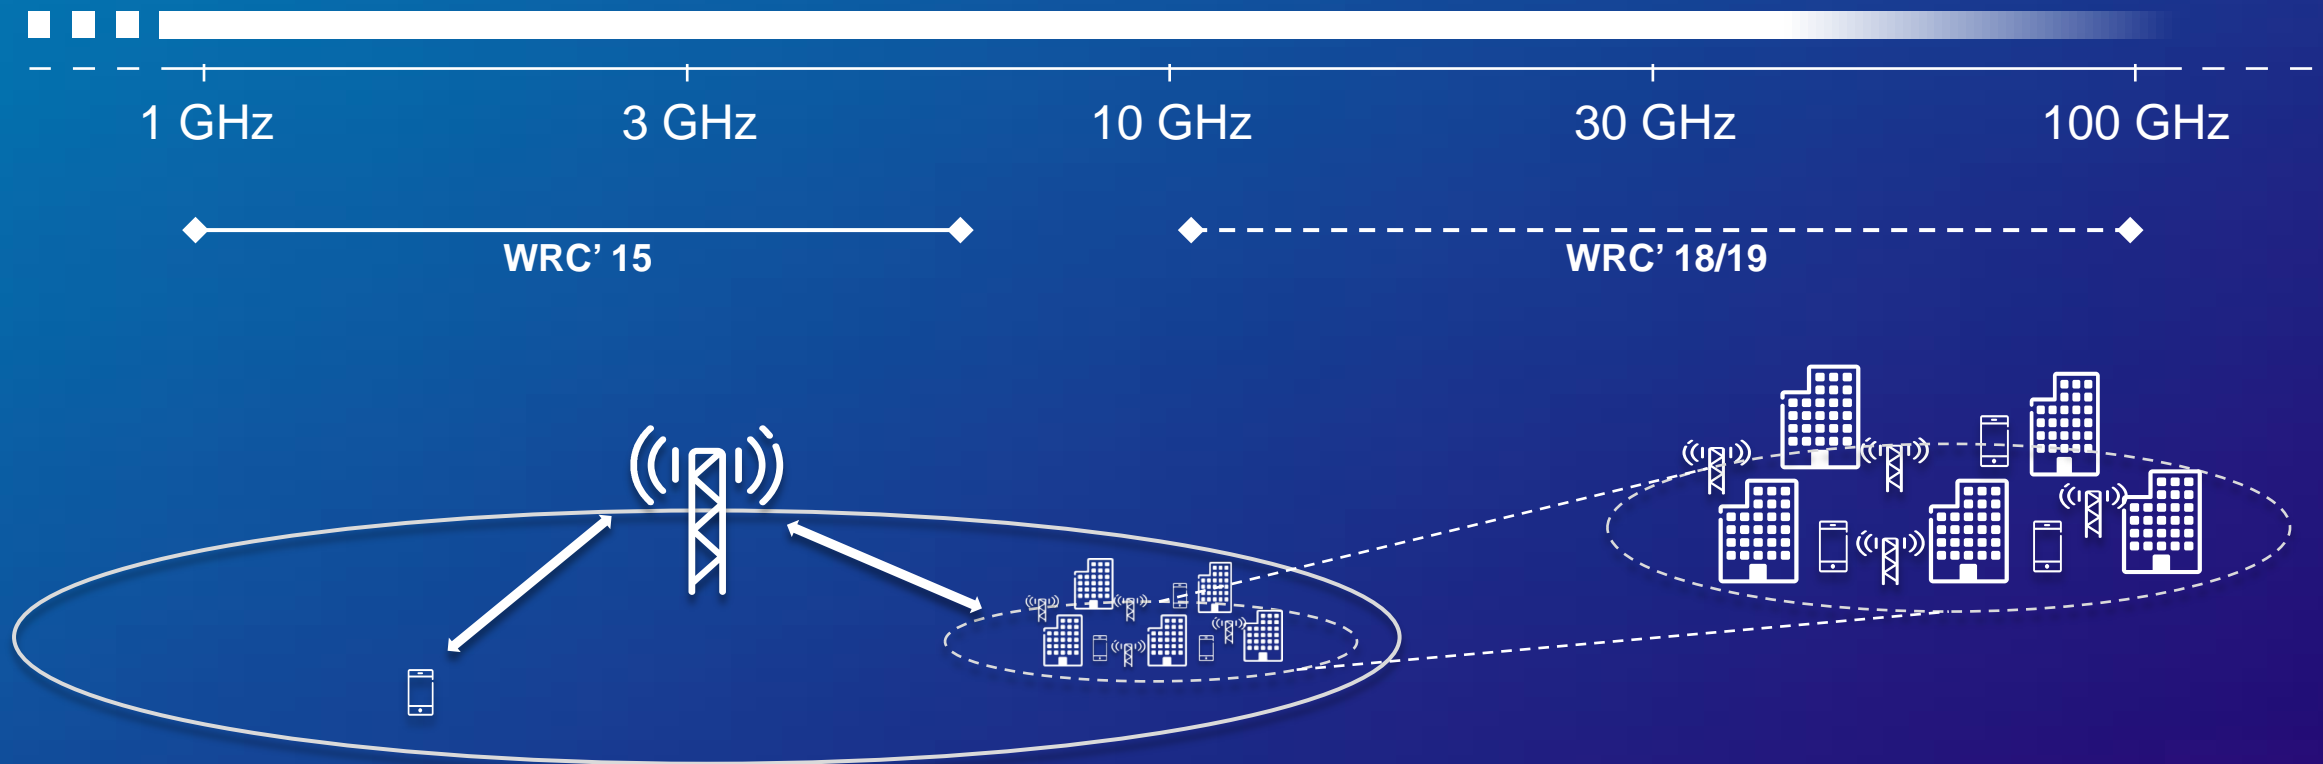 1 GHz
3 GHz
10 GHz
30 GHz
100 GHz
WRC’ 15
WRC’ 18/19